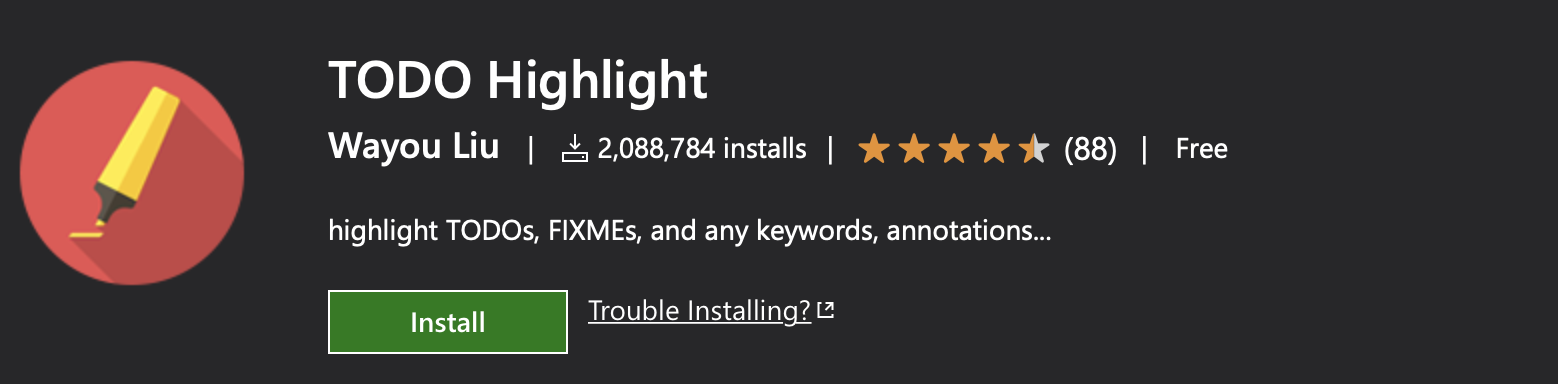 TODO Highlight
Wayou Liu | 2,088,784 installs | (88) | Free
highlight TODOs, FIXMEs, and any keywords, annotations...
Install Trouble Installing?